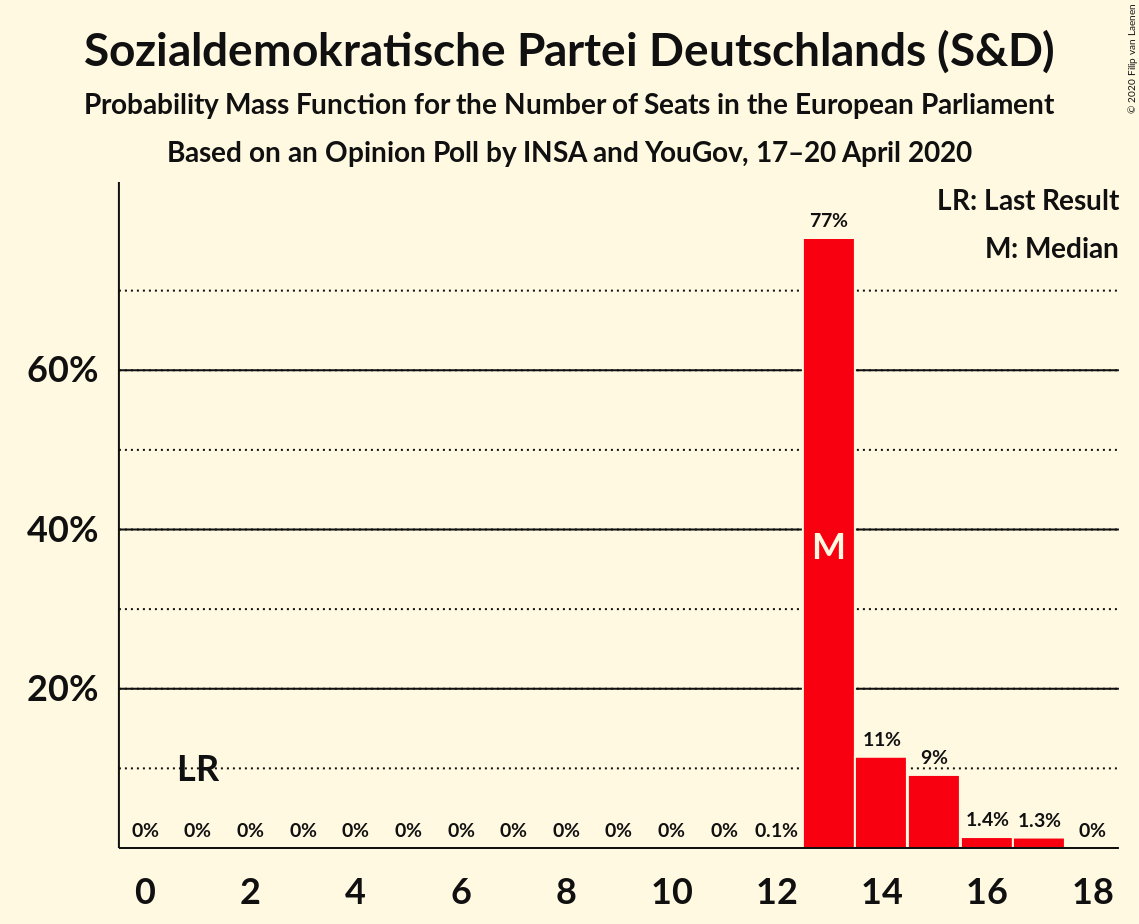 Sozialdemokratische Partei Deutschlands (S&D)
Probability Mass Function for the Number of Seats in the European Parliament
Based on an Opinion Poll by INSA and YouGov, 17–20 April 2020
© 2020 Filip van Laenen
LR: Last Result
M: Median
77%
60%
40%
M
20%
11%
9%
LR
0% 0% 0% 0% 0% 0% 0% 0% 0% 0% 0% 0% 0.1% 1.4% 1.3% 0%
0 2 4 6 8 10 12 14 16 18